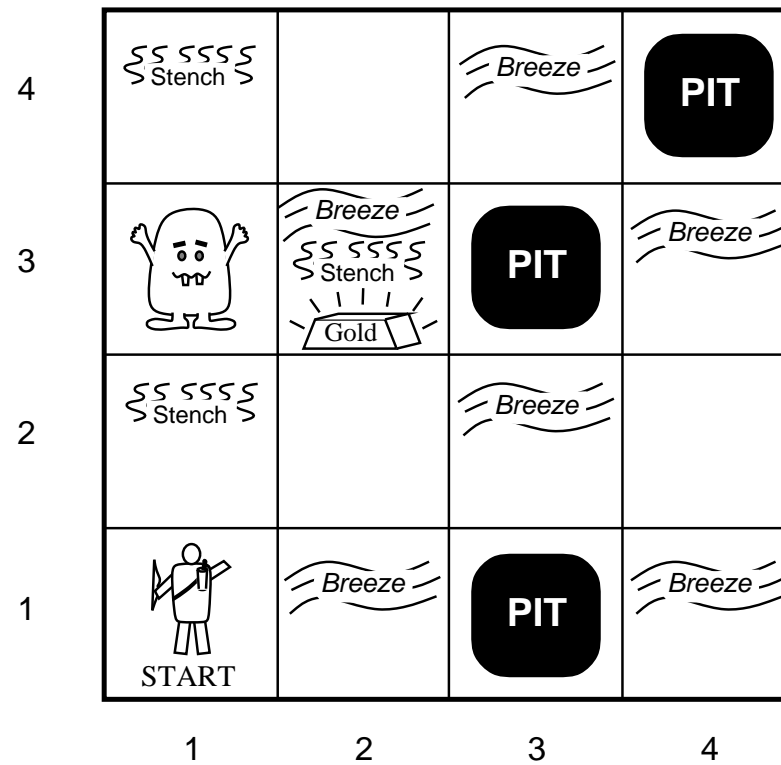 4
Stench
Breeze
PIT
3
Breeze
Stench
Gold
PIT
Breeze
2
Stench
Breeze
1
START
Breeze
PIT
Breeze
1 2 3 4